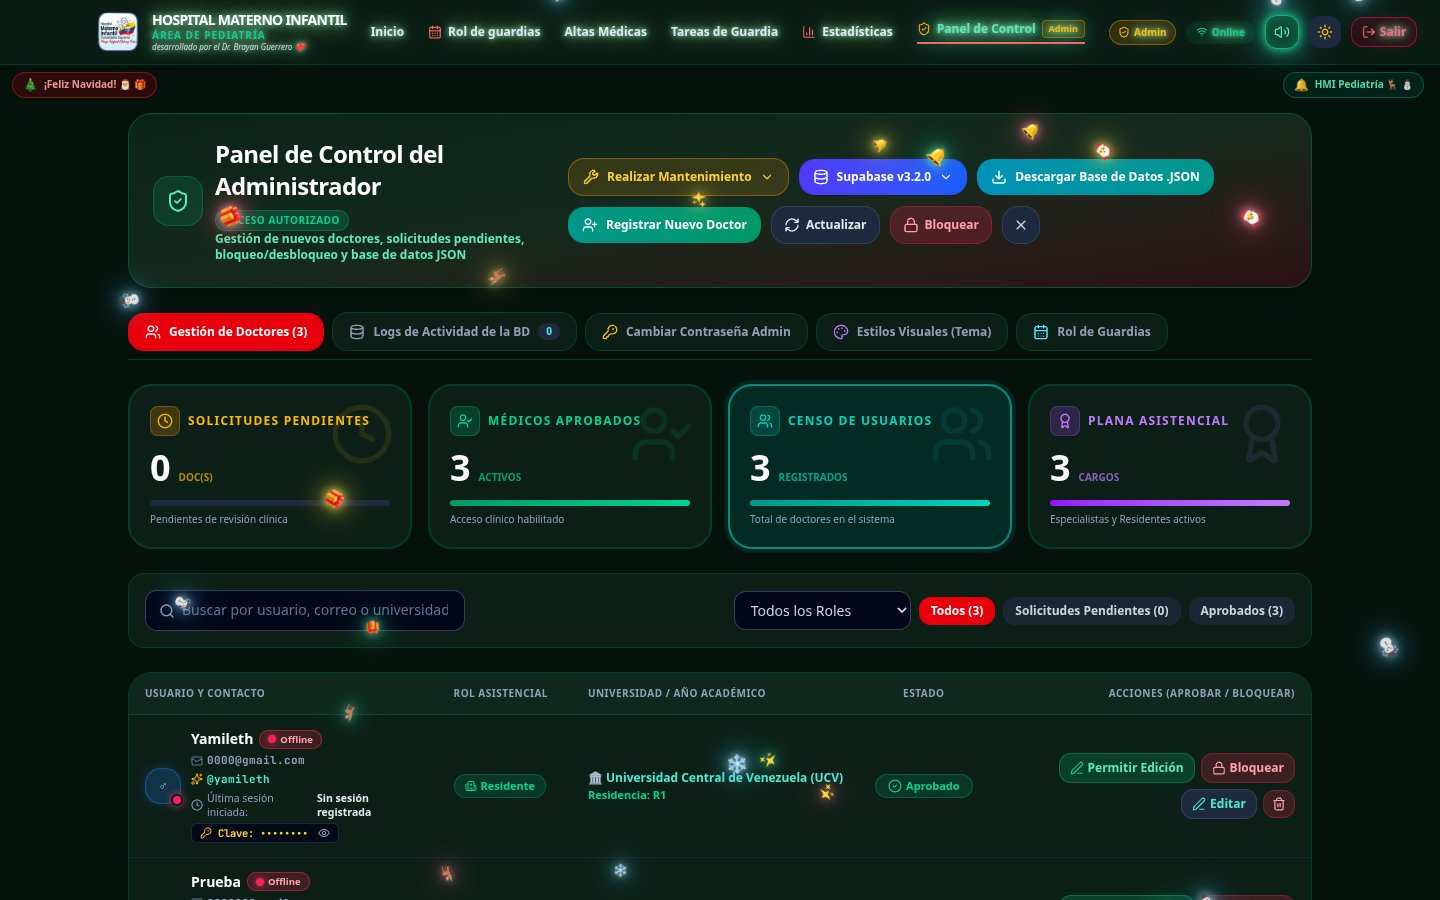 HOSPITAL MATERNO INFANTIL
ÁREA DE PEDIATRÍA
desarrollado por el Dr. Brayan Guerrero
Inicio
Rol de guardias
Altas Médicas
Tareas de Guardia
Estadísticas
Panel de Control
Admin
Admin
Online
Salir
¡Feliz Navidad!
HMI Pediatría
Panel de Control del
Administrador
CESO AUTORIZADO
Gestión de nuevos doctores, solicitudes pendientes,
bloqueo/desbloqueo y base de datos JSON
Realizar Mantenimiento
Supabase v3.2.0
Descargar Base de Datos .JSON
Registrar Nuevo Doctor
Actualizar
Bloquear
Gestión de Doctores (3)
Logs de Actividad de la BD 0
Cambiar Contraseña Admin
Estilos Visuales (Tema)
Rol de Guardias
SOLICITUDES PENDIENTES
0 DOC(S)
Pendientes de revisión clínica
MÉDICOS APROBADOS
3 ACTIVOS
Acceso clínico habilitado
CENSO DE USUARIOS
3 REGISTRADOS
Total de doctores en el sistema
PLANA ASISTENCIAL
3 CARGOS
Especialistas y Residentes activos
Buscar por usuario, correo o universidad
Todos los Roles
Todos (3)
Solicitudes Pendientes (0)
Aprobados (3)
USUARIO Y CONTACTO
ROL ASISTENCIAL
UNIVERSIDAD / AÑO ACADÉMICO
ESTADO
ACCIONES (APROBAR / BLOQUEAR)
Yamileth
Offline
0000@gmail.com
@yamileth
Última sesión
iniciada:
Sin sesión
registrada
Clave: ••••••••
Residente
Universidad Central de Venezuela (UCV)
Residencia: R1
Aprobado
Permitir Edición
Bloquear
Editar
Prueba
Offline